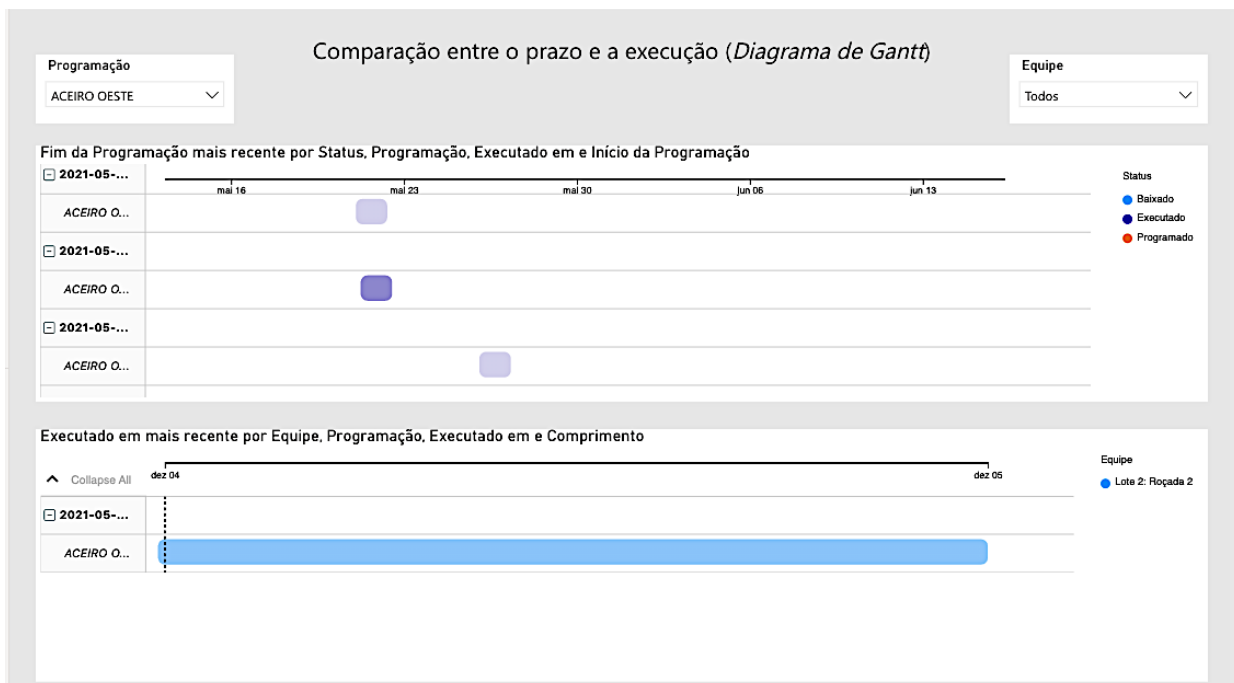 Comparação entre o prazo e a execução (Diagrama de Gantt)
Programação
ACEIRO OESTE
Equipe
Todos
Fim da Programação mais recente por Status, Programação, Executado em e Início da Programação
2021-05-...
mai 16
mai 23
mai 30
jun 06
jun 13
ACEIRO O...
2021-05-...
ACEIRO O...
2021-05-...
ACEIRO O...
Status
Baixado
Executado
Programado
Executado em mais recente por Equipe, Programação, Executado em e Comprimento
Collapse All
dez 04
dez 05
2021-05-...
ACEIRO O...
Equipe
Lote 2: Roçada 2